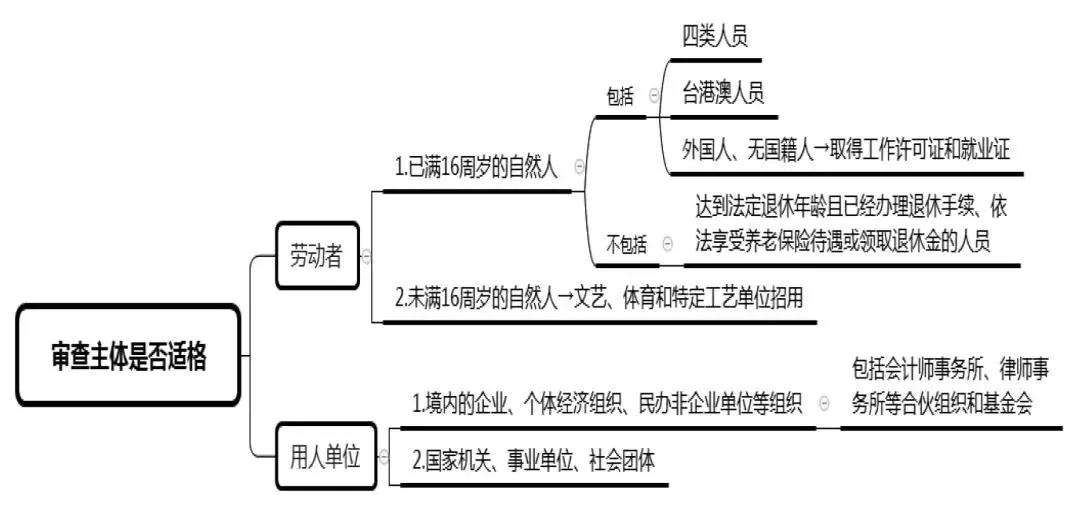 审查主体是否适格
劳动者
1.已满16周岁的自然人
包括
四类人员
台港澳人员
外国人、无国籍人→取得工作许可证和就业证
不包括
达到法定退休年龄且已经办理退休手续、依
法享受养老保险待遇或领取退休金的人员
2.未满16周岁的自然人→文艺、体育和特定工艺单位招用
用人单位
1.境内的企业、个体经济组织、民办非企业单位等组织
包括会计师事务所、律师事
务所等合伙组织和基金会
2.国家机关、事业单位、社会团体